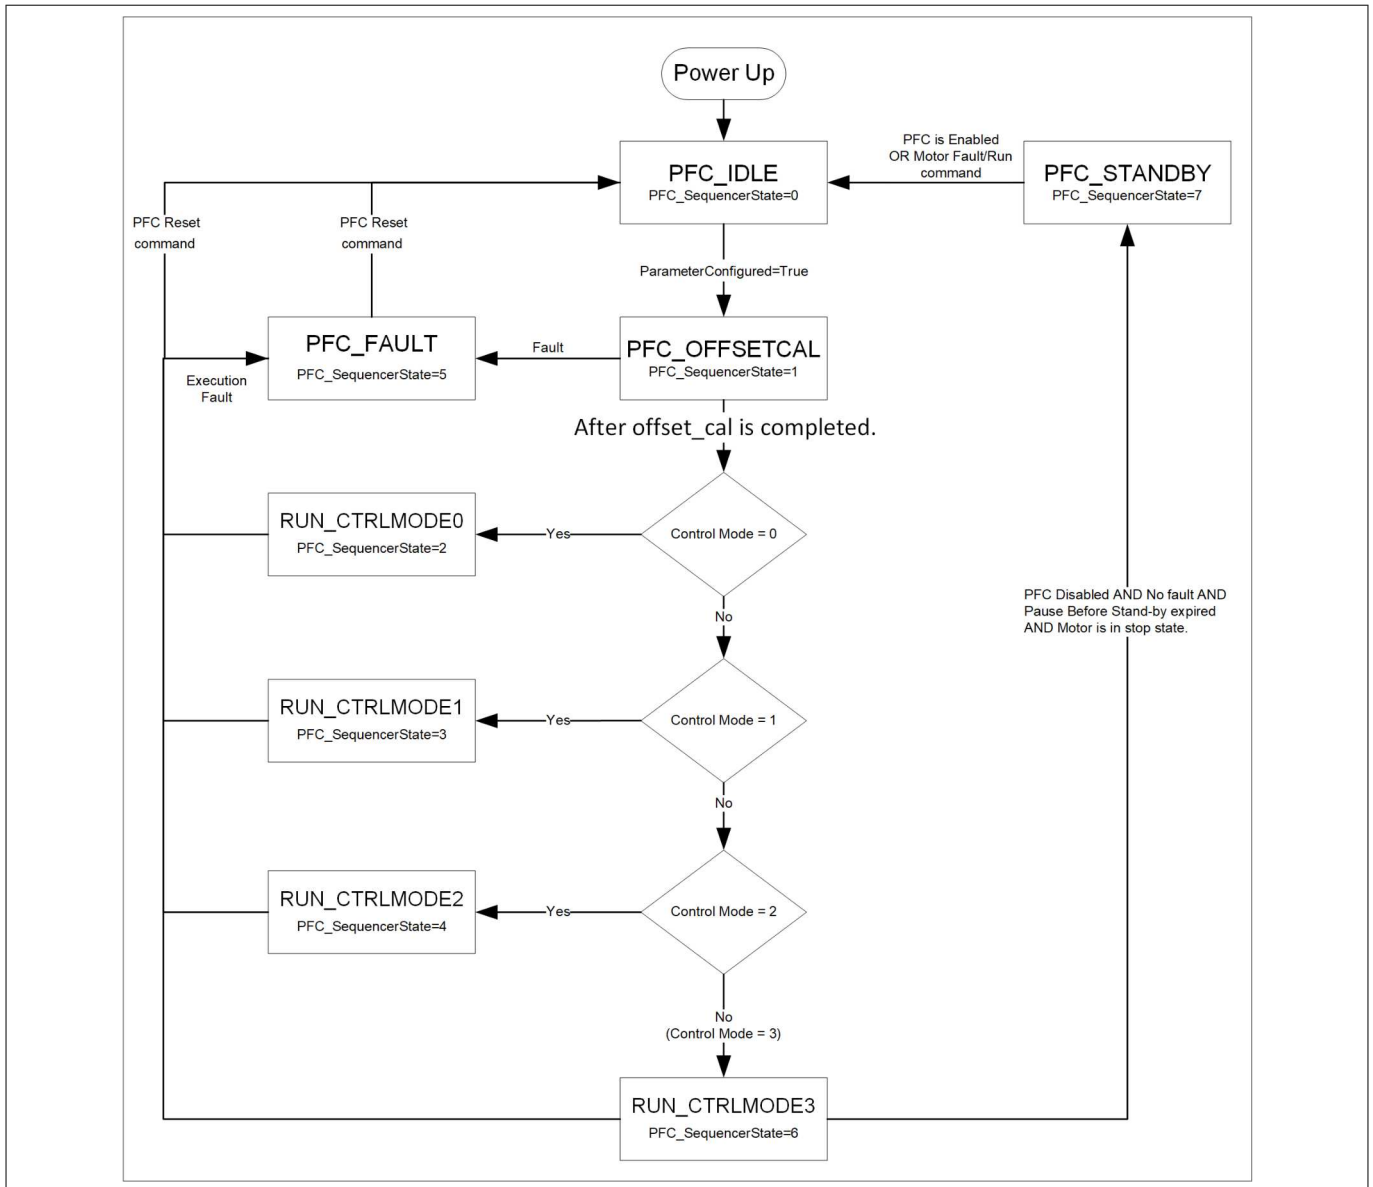 Power Up
PFC is Enabled
OR Motor Fault/Run
command
PFC_IDLE
PFC_SequencerState=0
PFC_STANDBY
PFC_SequencerState=7
PFC Reset
command
PFC Reset
command
ParameterConfigured=True
PFC_FAULT
PFC_SequencerState=5
Fault
PFC_OFFSETCAL
PFC_SequencerState=1
Execution
Fault
After offset_cal is completed.
RUN_CTRLMODE0
PFC_SequencerState=2
Yes
Control Mode = 0
No
PFC Disabled AND No fault AND
Pause Before Stand-by expired
AND Motor is in stop state.
RUN_CTRLMODE1
PFC_SequencerState=3
Yes
Control Mode = 1
No
RUN_CTRLMODE2
PFC_SequencerState=4
Yes
Control Mode = 2
No
(Control Mode = 3)
RUN_CTRLMODE3
PFC_SequencerState=6